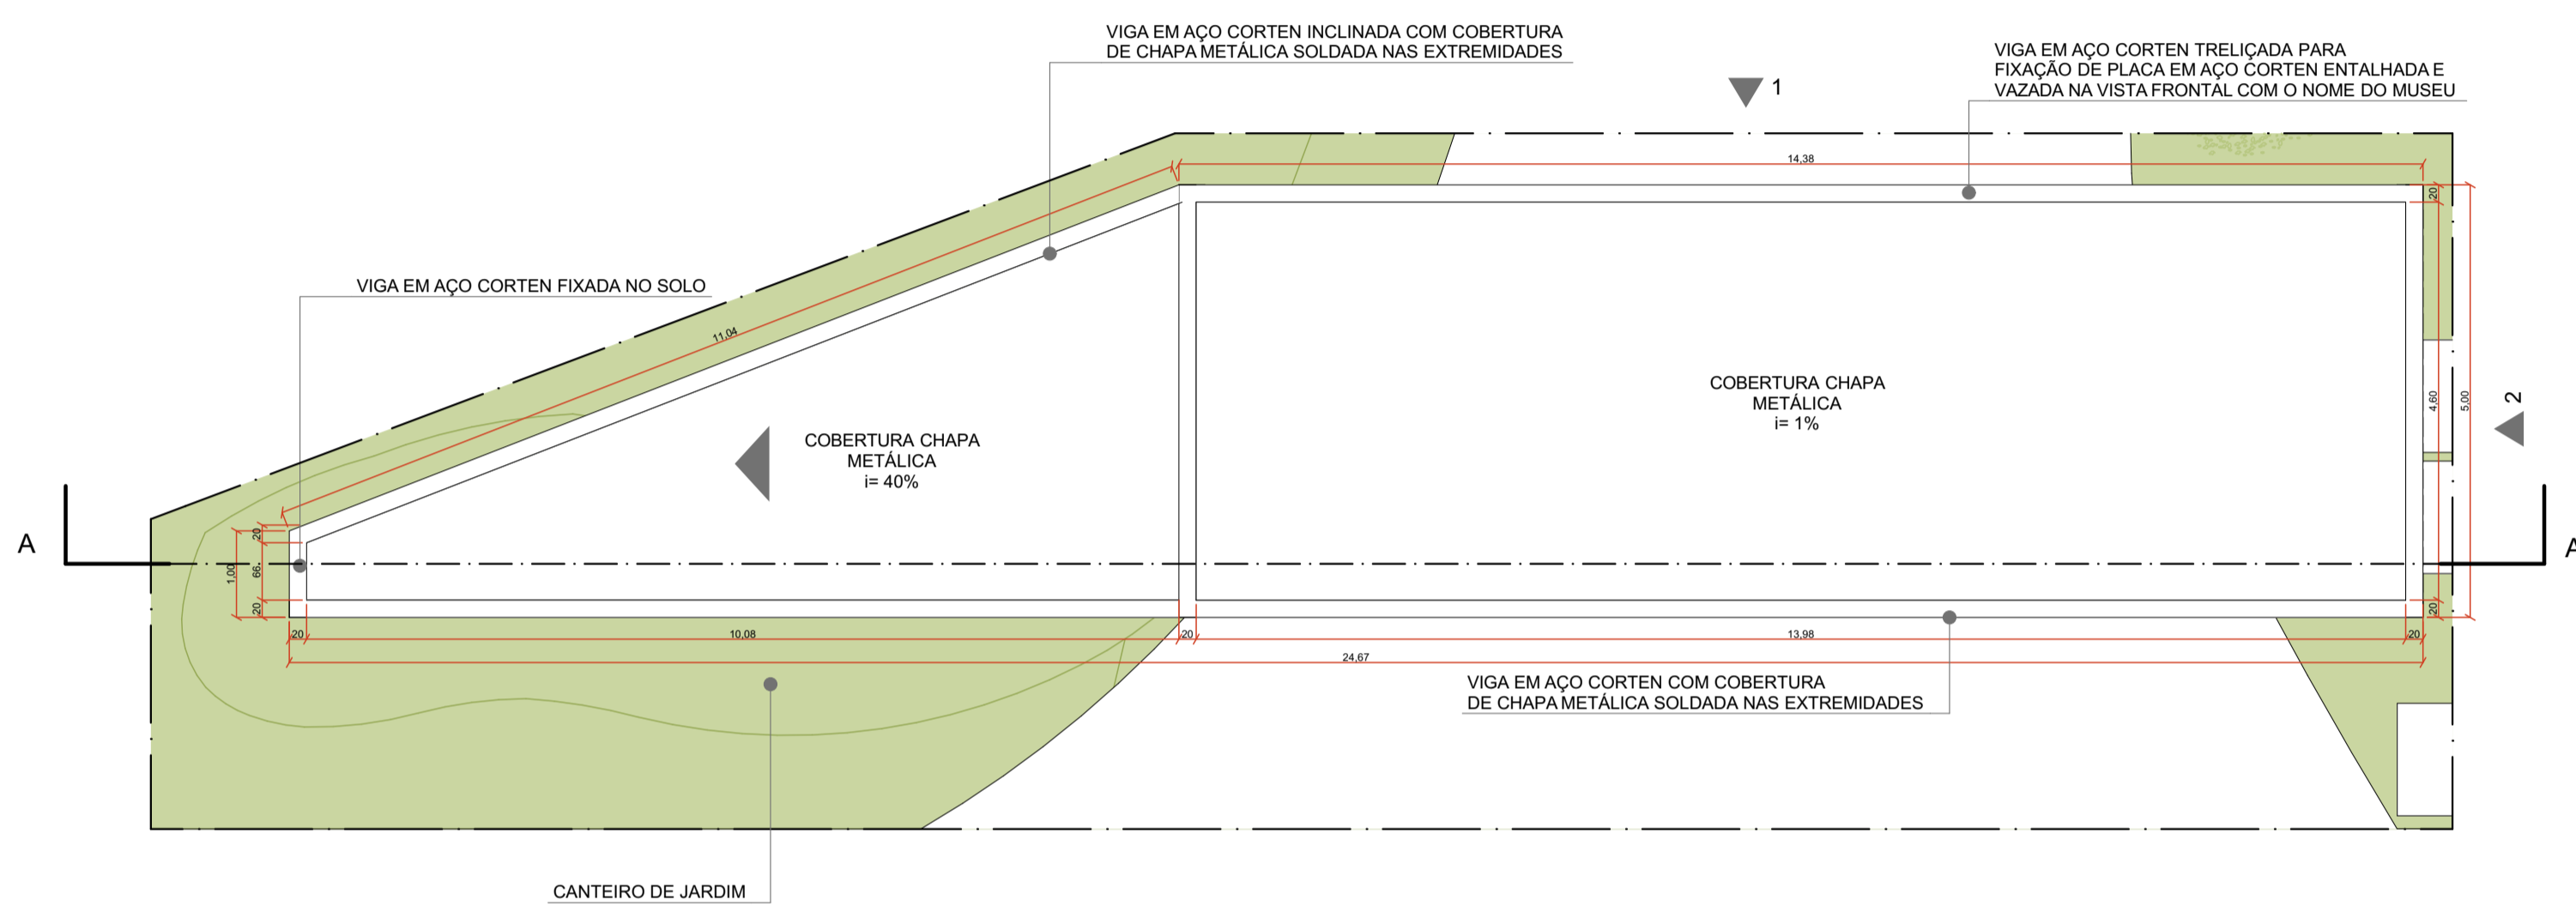 VIGA EM AÇO CORTEN INCLINADA COM COBERTURA
DE CHAPA METÁLICA SOLDADA NAS EXTREMIDADES
VIGA EM AÇO CORTEN TRELIÇADA PARA
FIXAÇÃO DE PLACA EM AÇO CORTEN ENTALHADA E
VAZADA NA VISTA FRONTAL COM O NOME DO MUSEU
1
14,38
20
VIGA EM AÇO CORTEN FIXADA NO SOLO
11,04
COBERTURA CHAPA
METÁLICA
i= 1%
4,60
5,00
2
COBERTURA CHAPA
METÁLICA
i= 40%
A
A
20
66
1,00
20
20
20
10,08
20
13,98
20
24,67
VIGA EM AÇO CORTEN COM COBERTURA
DE CHAPA METÁLICA SOLDADA NAS EXTREMIDADES
CANTEIRO DE JARDIM